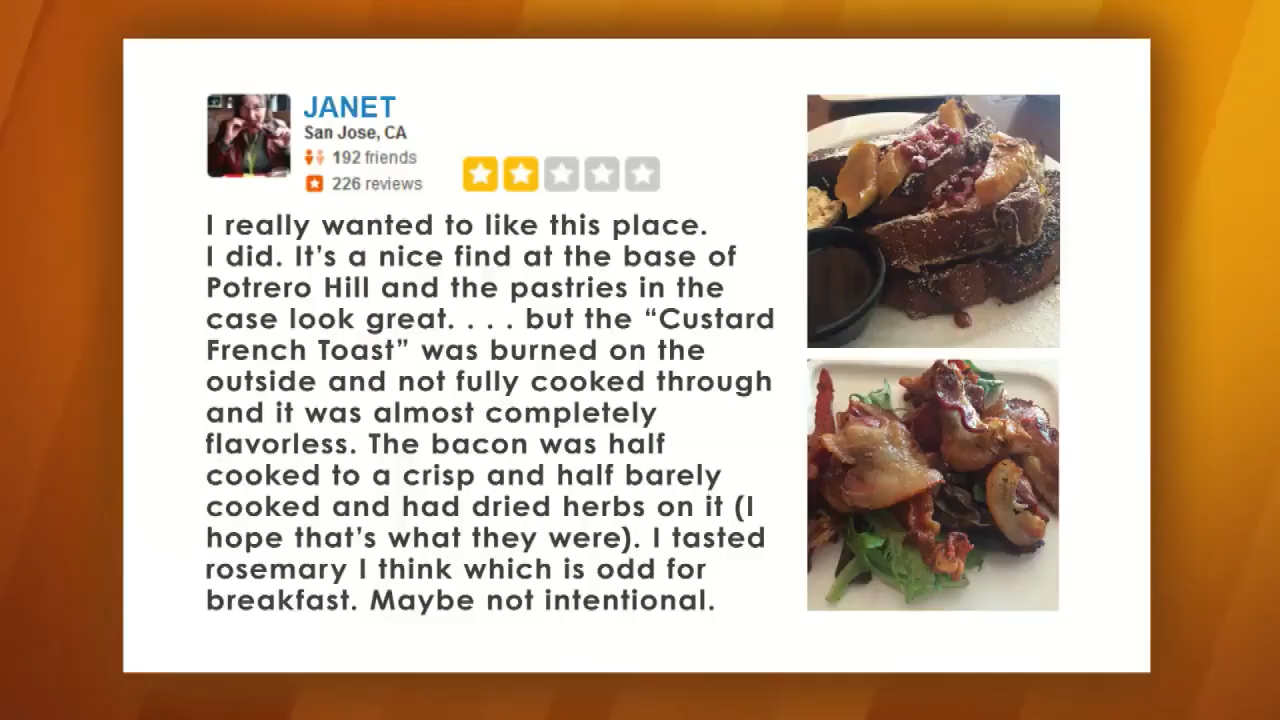 JANET
San Jose, CA
192 friends
226 reviews
I really wanted to like this place.
I did. It’s a nice find at the base of
Potrero Hill and the pastries in the
case look great. . . . but the “Custard
French Toast” was burned on the
outside and not fully cooked through
and it was almost completely
flavorless. The bacon was half
cooked to a crisp and half barely
cooked and had dried herbs on it (I
hope that’s what they were). I tasted
rosemary I think which is odd for
breakfast. Maybe not intentional.